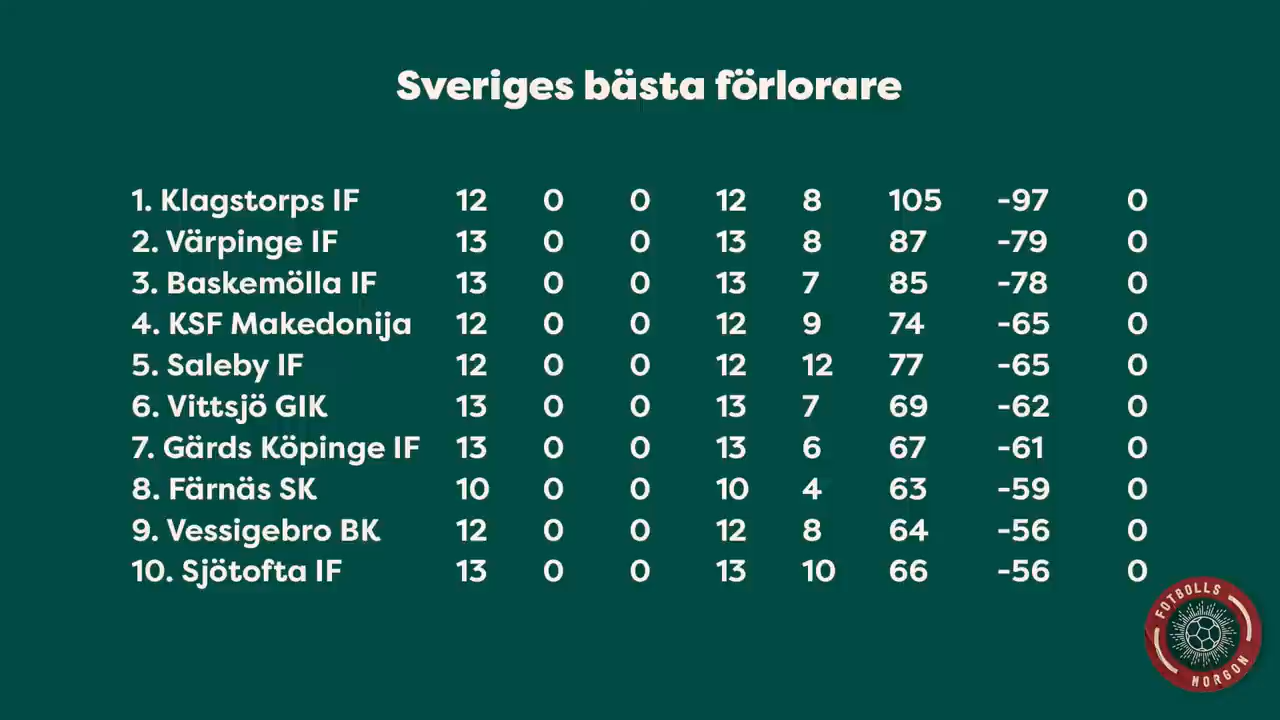 Sveriges bästa förlorare
1. Klagstorps IF 12 0 0 12 8 105 -97 0
2. Värpinge IF 13 0 0 13 8 87 -79 0
3. Baskemölla IF 13 0 0 13 7 85 -78 0
4. KSF Makedonija 12 0 0 12 9 74 -65 0
5. Saleby IF 12 0 0 12 12 77 -65 0
6. Vittsjö GIK 13 0 0 13 7 69 -62 0
7. Gärds Köpinge IF 13 0 0 13 6 67 -61 0
8. Färnäs SK 10 0 0 10 4 63 -59 0
9. Vessigebro BK 12 0 0 12 8 64 -56 0
10. Sjötofta IF 13 0 0 13 10 66 -56 0
FOTBOLLS
MORGON